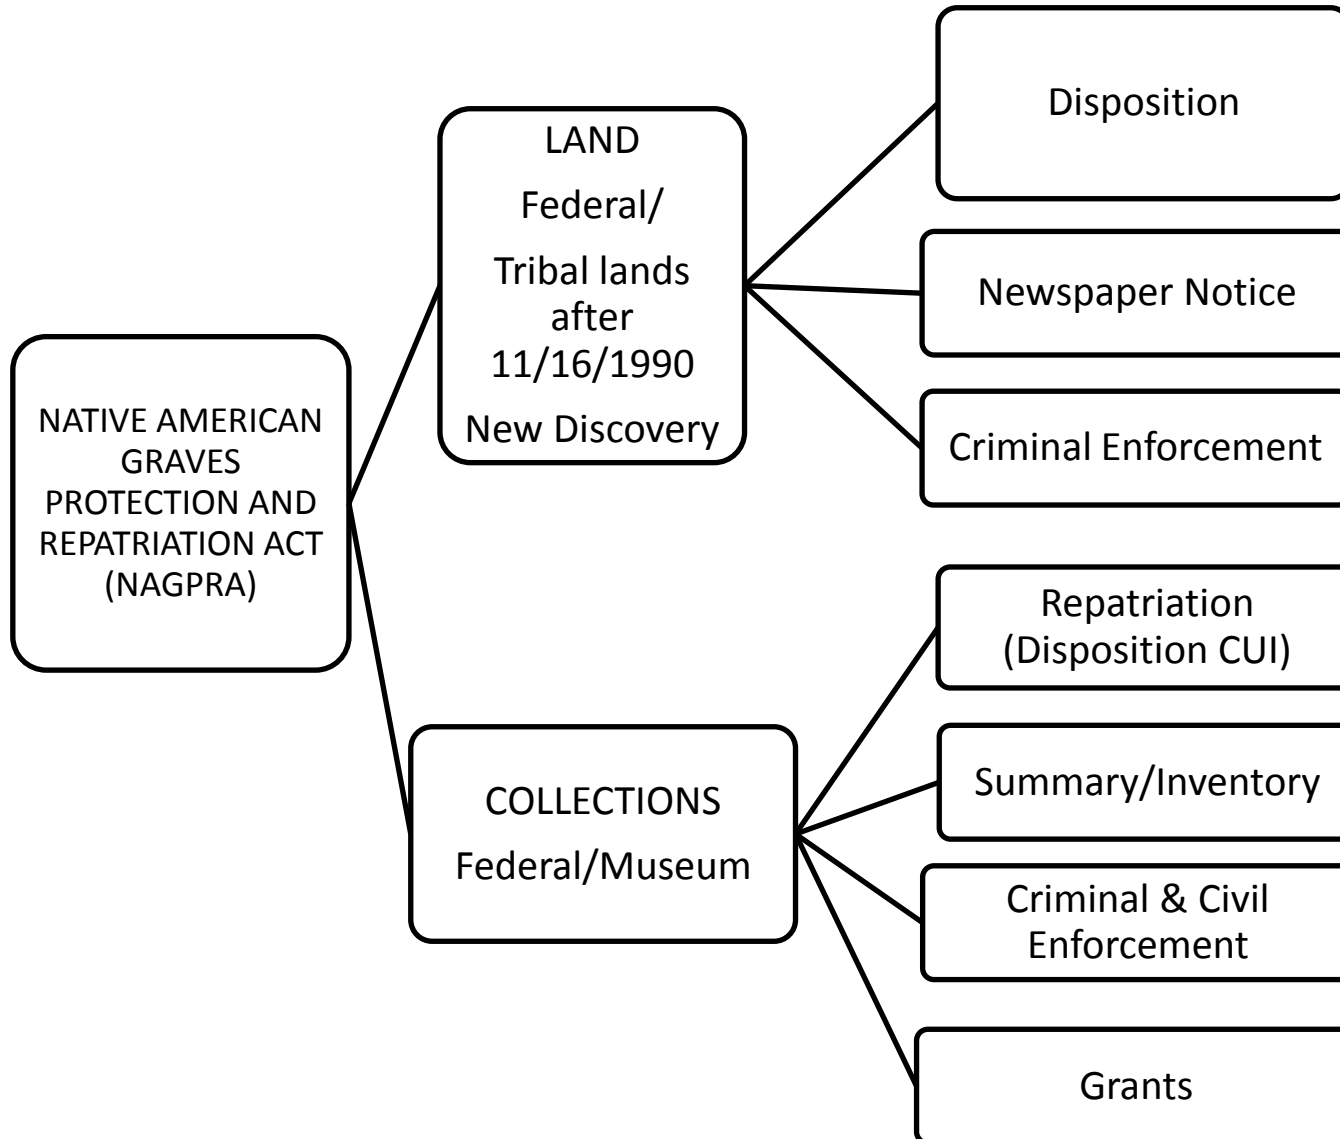 NATIVE AMERICAN
GRAVES
PROTECTION AND
REPATRIATION ACT
(NAGPRA)
LAND
Federal/
Tribal lands
after
11/16/1990
New Discovery
Disposition
Newspaper Notice
Criminal Enforcement
COLLECTIONS
Federal/Museum
Repatriation
(Disposition CUI)
Summary/Inventory
Criminal & Civil
Enforcement
Grants